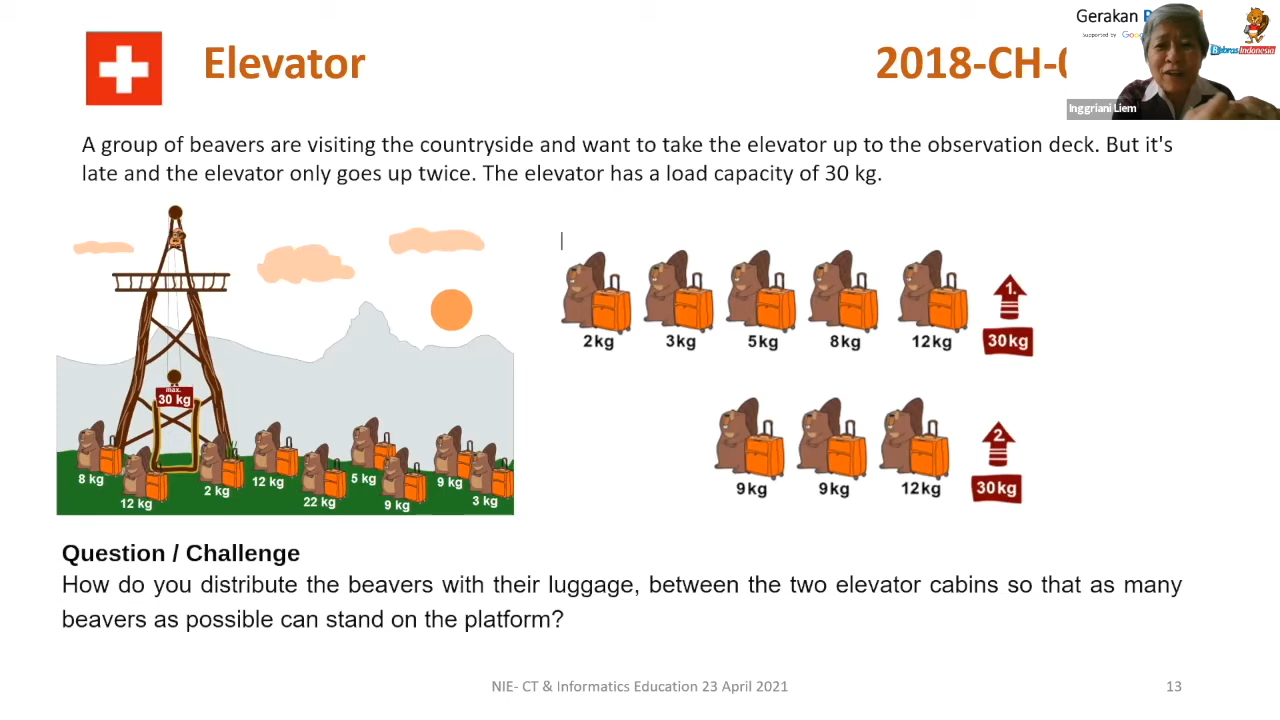 Elevator
2018-CH-
Gerakan
supported by
Inggriani Liem
A group of beavers are visiting the countryside and want to take the elevator up to the observation deck. But it's
late and the elevator only goes up twice. The elevator has a load capacity of 30 kg.
max.
30 kg
8 kg
12 kg
2 kg
12 kg
22 kg
5 kg
9 kg
9 kg
3 kg
2kg
3kg
5kg
8kg
12kg
1.
30kg
9kg
9kg
12kg
2.
30kg
Question / Challenge
How do you distribute the beavers with their luggage, between the two elevator cabins so that as many
beavers as possible can stand on the platform?
NIE- CT & Informatics Education 23 April 2021
13